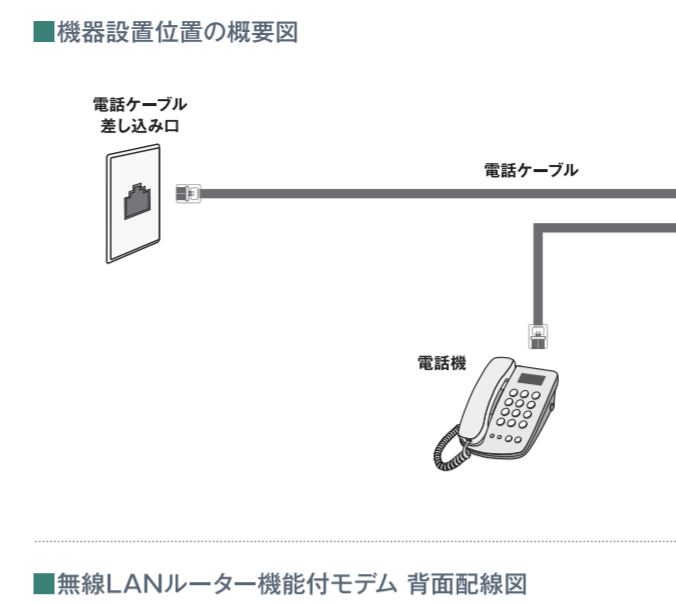 ■機器設置位置の概要図
電話ケーブル
差し込み口
電話ケーブル
電話機
■無線LANルーター機能付モデム 背面配線図